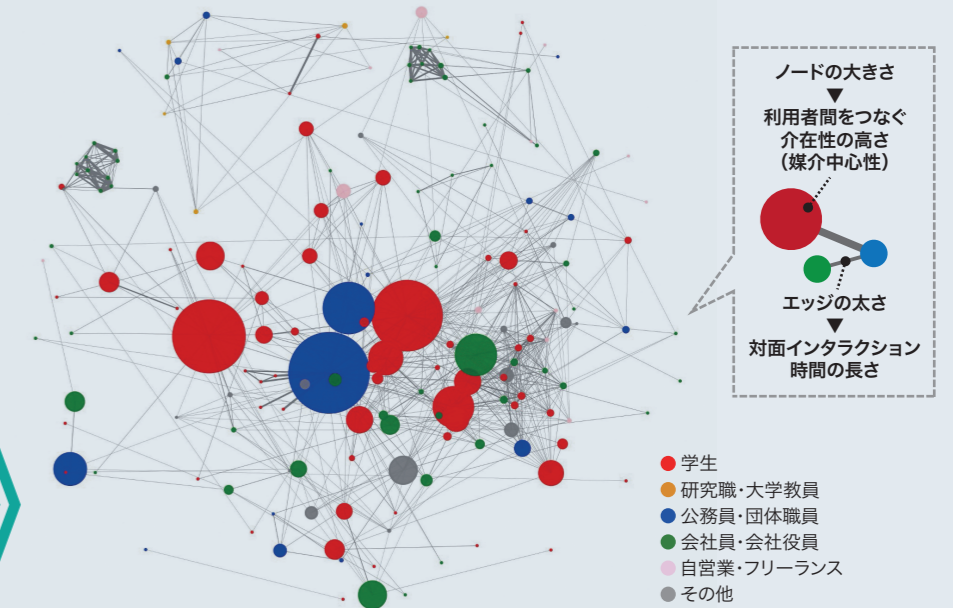 ノードの大きさ
▼
利用者間をつなぐ
介在性の高さ
（媒介中心性）
エッジの太さ
▼
対面インタラクション
時間の長さ
学生
研究職・大学教員
公務員・団体職員
会社員・会社役員
自営業・フリーランス
その他